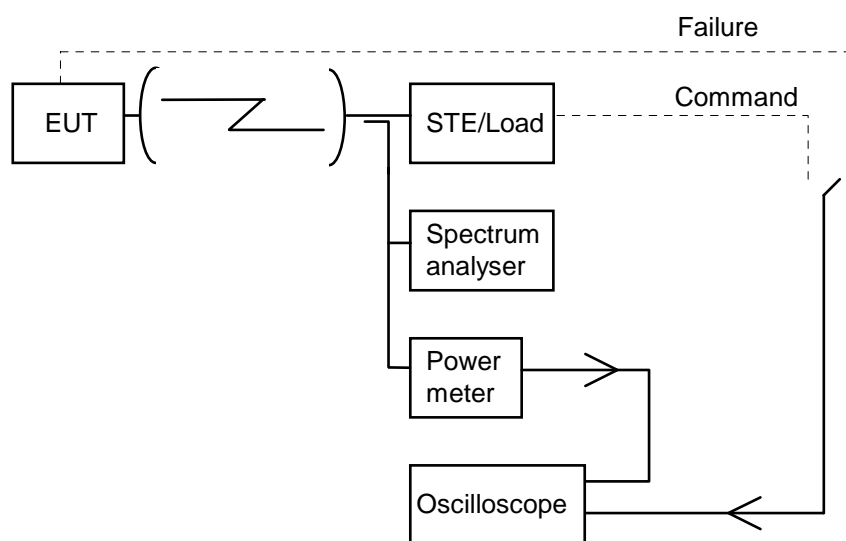 Failure
Command
EUT
STE/Load
Spectrum
analyser
Power
meter
Oscilloscope